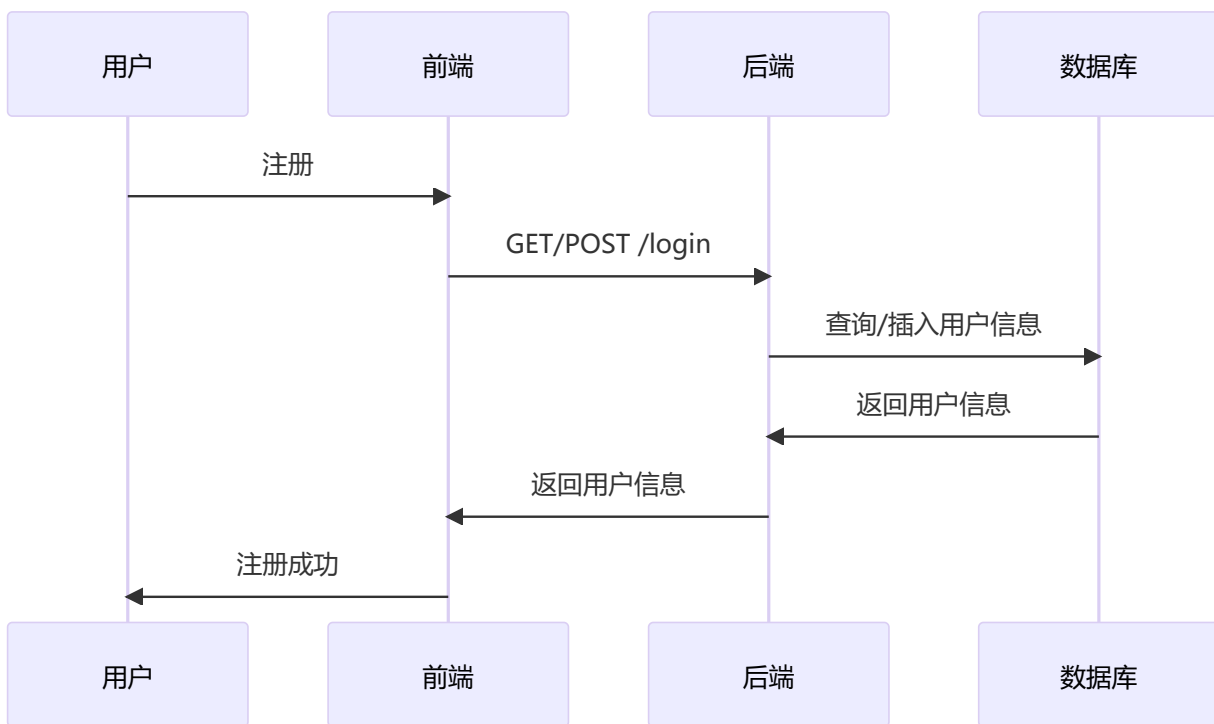 用户
前端
后端
数据库
注册
GET/POST /login
查询/插入用户信息
返回用户信息
返回用户信息
注册成功
用户
前端
后端
数据库